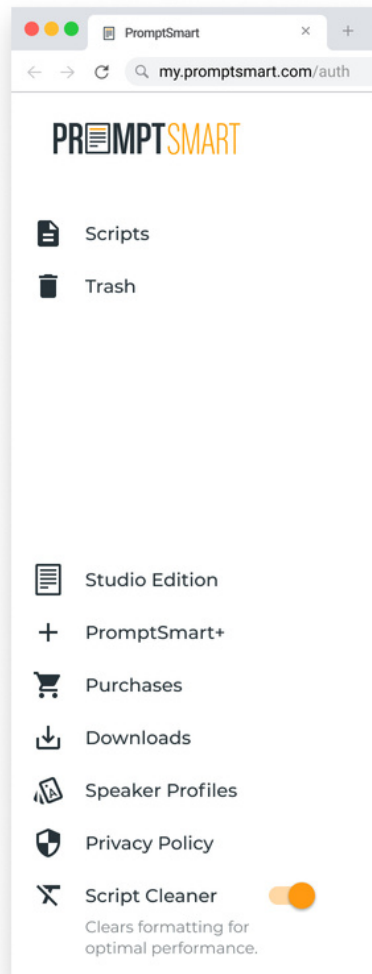 PromptSmart
my.promptsmart.com/auth
PROMPTSMART
Scripts
Trash
Studio Edition
PromptSmart+
Purchases
Downloads
Speaker Profiles
Privacy Policy
Script Cleaner
Clears formatting for
optimal performance.